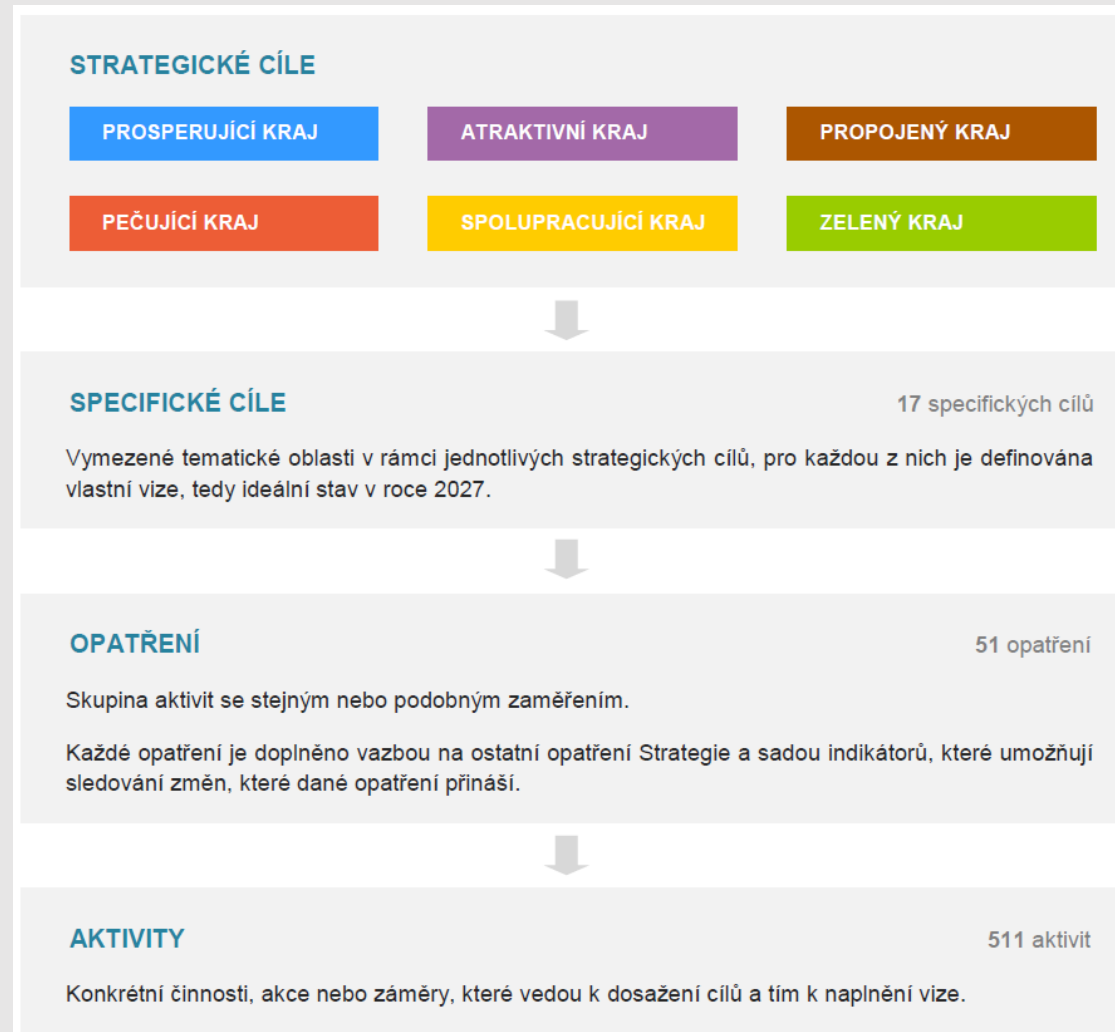 STRATEGICKÉ CÍLE
PROSPERUJÍCÍ KRAJ
ATRAKTIVNÍ KRAJ
PROPOJENÝ KRAJ
PEČUJÍCÍ KRAJ
SPOLUPRACUJÍCÍ KRAJ
ZELENÝ KRAJ
SPECIFICKÉ CÍLE
17 specifických cílů
Vymezené tematické oblasti v rámci jednotlivých strategických cílů, pro každou z nich je definována
vlastní vize, tedy ideální stav v roce 2027.
OPATŘENÍ
51 opatření
Skupina aktivit se stejným nebo podobným zaměřením.
Každé opatření je doplněno vazbou na ostatní opatření Strategie a sadou indikátorů, které umožňují
sledování změn, které dané opatření přináší.
AKTIVITY
511 aktivit
Konkrétní činnosti, akce nebo záměry, které vedou k dosažení cílů a tím k naplnění vize.